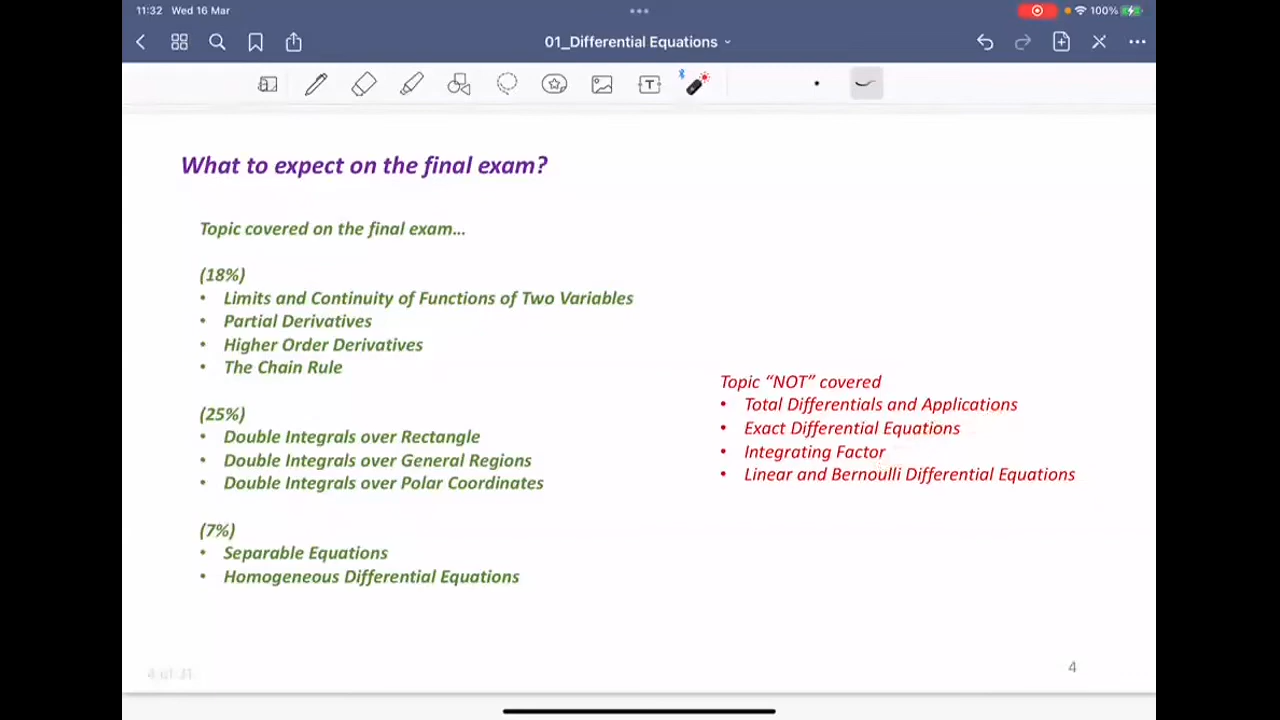 11:32 Wed 16 Mar
100%
01_Differential Equations
T
What to expect on the final exam?
Topic covered on the final exam...
(18%)
• Limits and Continuity of Functions of Two Variables
• Partial Derivatives
• Higher Order Derivatives
• The Chain Rule
(25%)
• Double Integrals over Rectangle
• Double Integrals over General Regions
• Double Integrals over Polar Coordinates
(7%)
• Separable Equations
• Homogeneous Differential Equations
Topic “NOT” covered
• Total Differentials and Applications
• Exact Differential Equations
• Integrating Factor
• Linear and Bernoulli Differential Equations
4 of 31
4